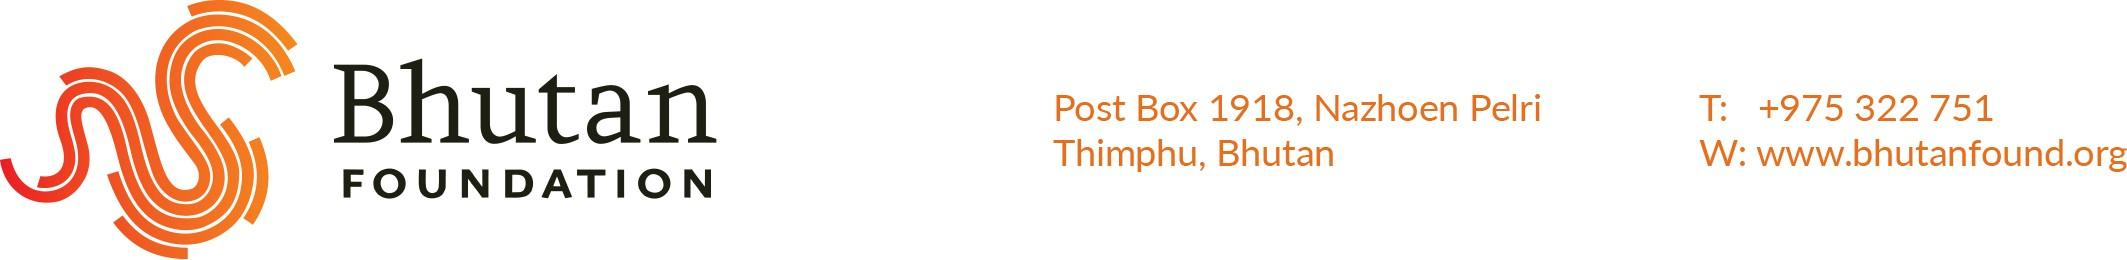 Bhutan
FOUNDATION
Post Box 1918, Nazhoen Pelri
Thimphu, Bhutan
T: +975 322 751
W: www.bhutanfound.org